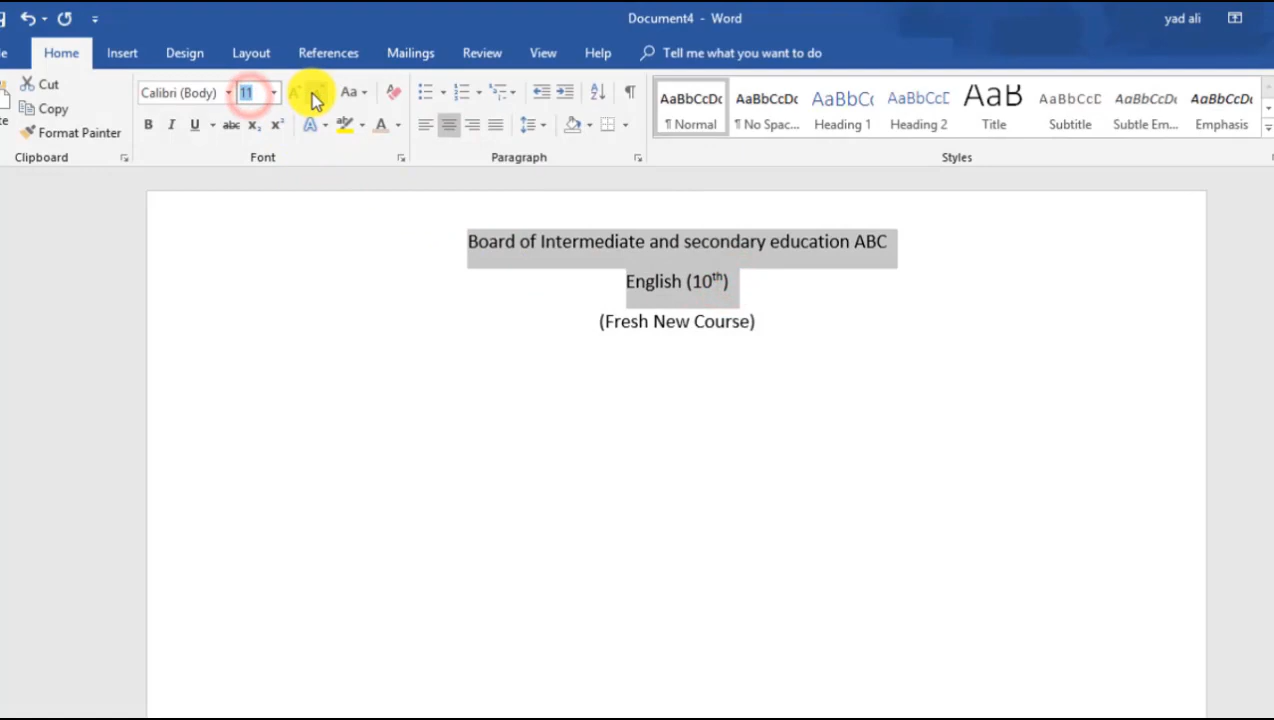 Document4 - Word
yad ali
Home Insert Design Layout References Mailings Review View Help Tell me what you want to do
Cut
Copy
Format Painter
Clipboard
Calibri (Body) 11 Aa
B I U abc X₂ X² A A
Font
Paragraph
AaBbCcDc AaBbCcDc AaBbCc AaBbCcD AaB AaBbCcD AaBbCcDc AaBbCcDc
¶ Normal ¶ No Spac... Heading 1 Heading 2 Title Subtitle Subtle Em... Emphasis
Styles
Board of Intermediate and secondary education ABC
English (10th)
(Fresh New Course)